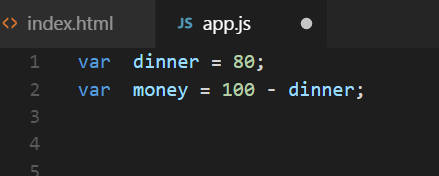 <> index.html JS app.js
1 var  dinner = 80;
2 var  money = 100 - dinner;
3
4
5